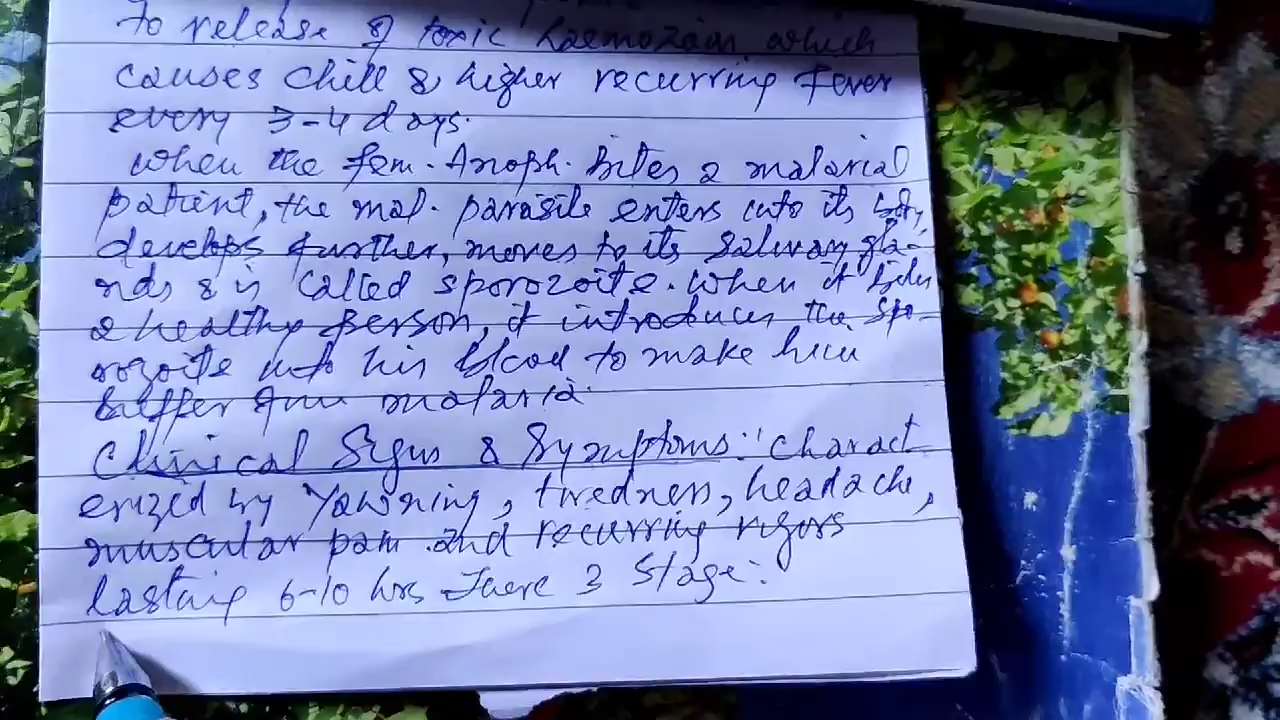 To release of toxic haemozoin which
causes chill & higher recurring fever
every 3-4 days.
when the fem. Anoph. bites a malarial
patient, the mal. parasite enters into its body,
develops further, moves to its salivary gla-
nds & is called sporozoite. When it bites
a healthy person, it introduces the spo-
rozoite into his blood to make him
suffer from malaria.
Clinical Signs & Symptoms: Charact
erized by Yawning, tiredness, headache,
muscular pain and recurring rigors
lasting 6-10 hrs There 3 Stage: